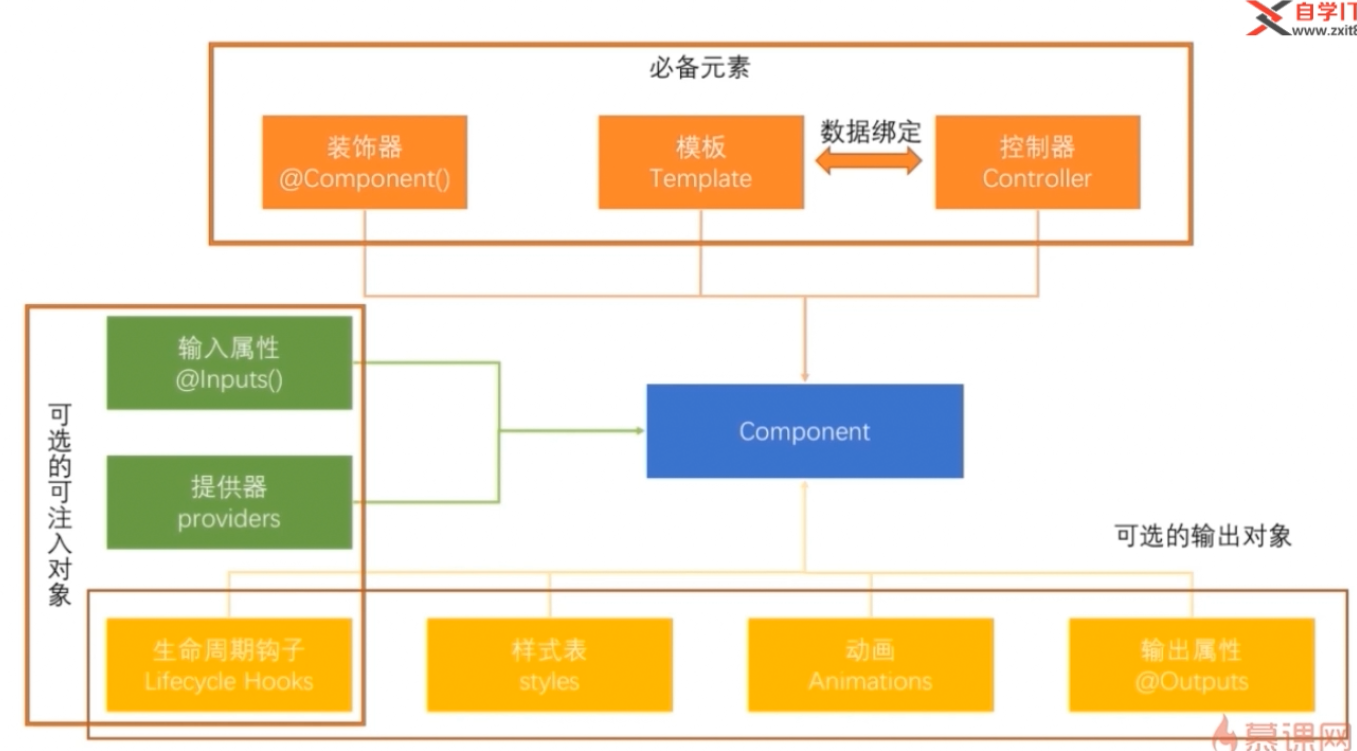 自学IT
www.zxit8
必备元素
装饰器
@Component()
模板
Template
数据绑定
控制器
Controller
可选的可注入对象
输入属性
@Inputs()
提供器
providers
Component
可选的输出对象
生命周期钩子
Lifecycle Hooks
样式表
styles
动画
Animations
输出属性
@Outputs
慕课网